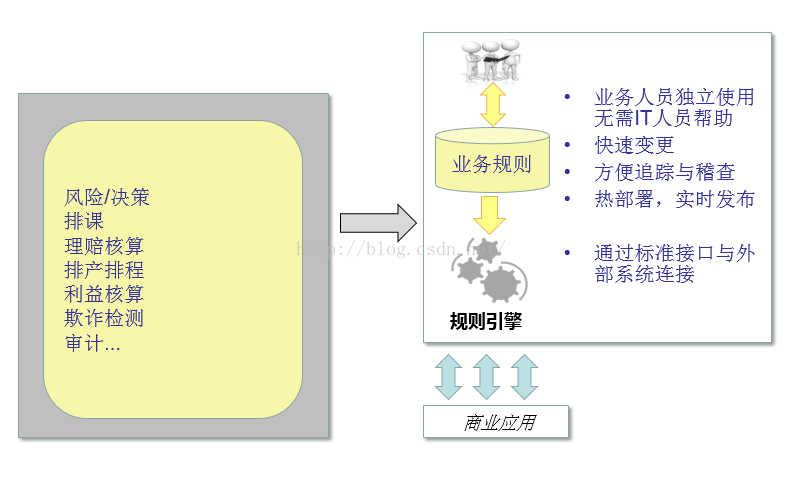 风险/决策
排课
理赔核算
排产排程
利益核算
欺诈检测
审计...
业务规则
规则引擎
• 业务人员独立使用
无需IT人员帮助
• 快速变更
• 方便追踪与稽查
• 热部署，实时发布
• 通过标准接口与外
部系统连接
商业应用
http://blog.csdn.net/